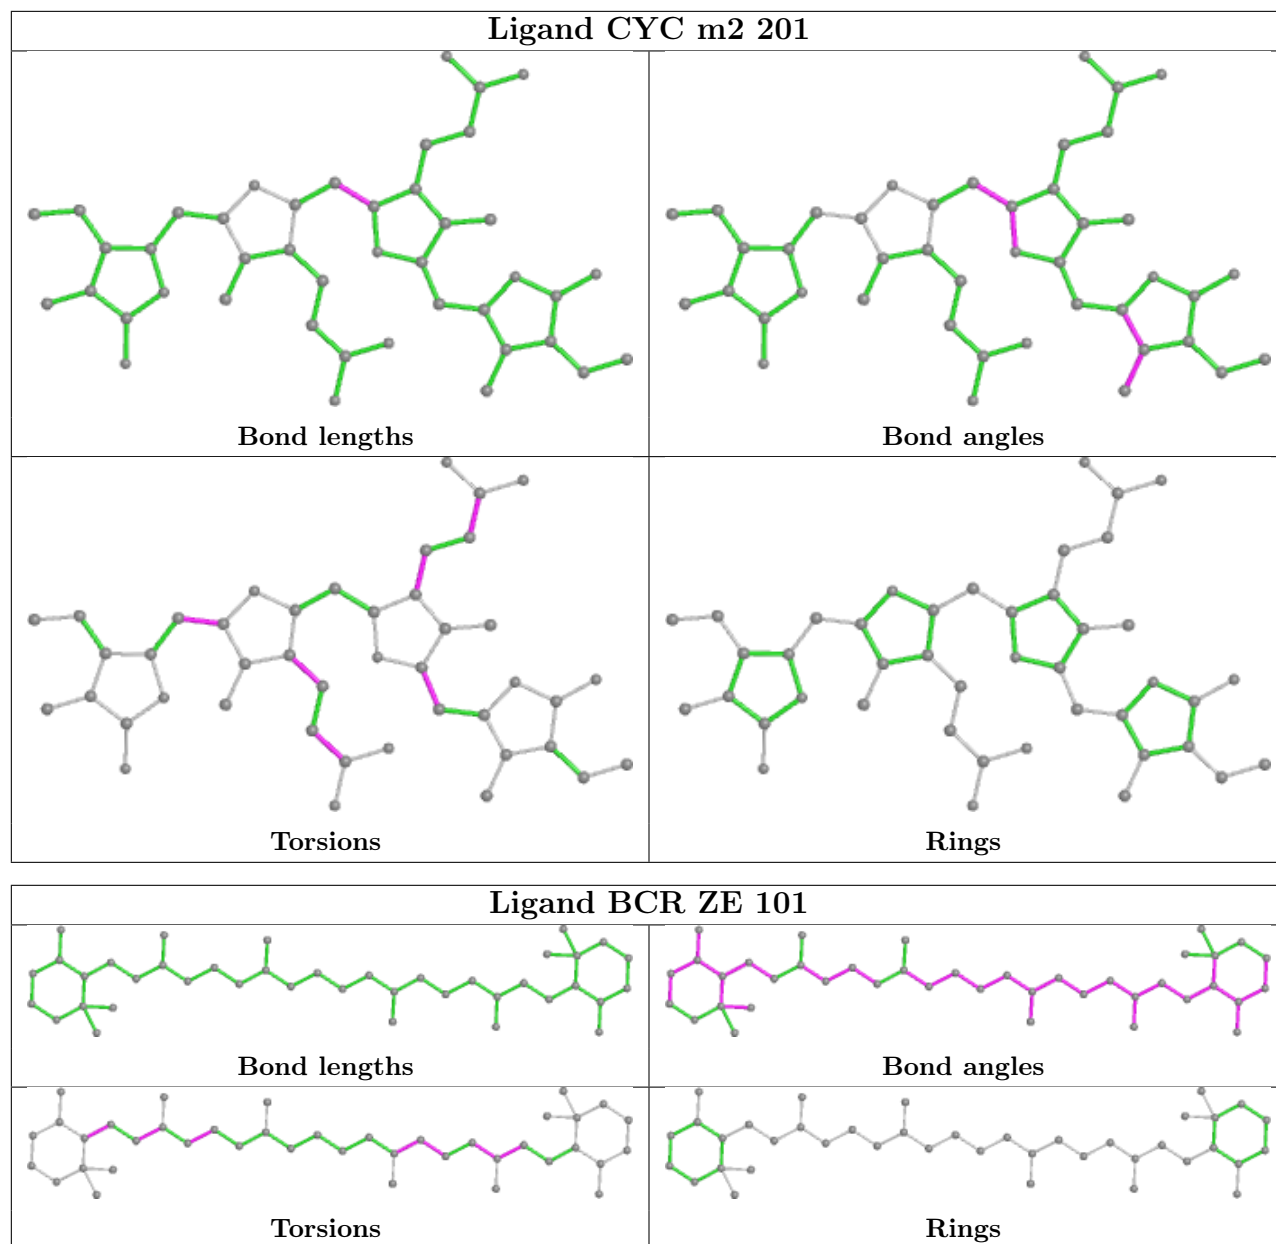 Ligand CYC m2 201
Bond lengths
Bond angles
Torsions
Rings
Ligand BCR ZE 101
Bond lengths
Bond angles
Torsions
Rings